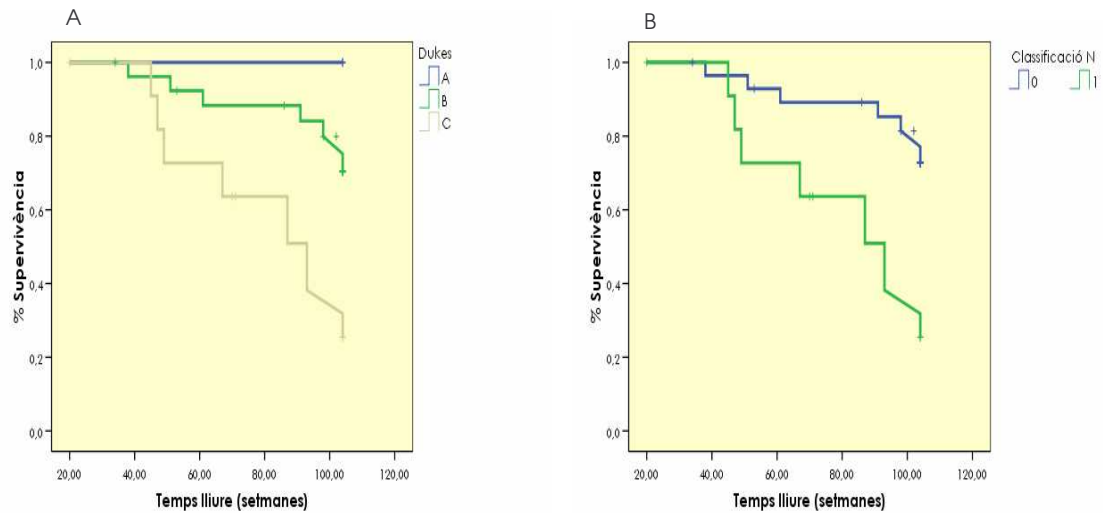 A
Dukes
A
B
C
1,0
0,8
0,6
0,4
0,2
0,0
% Supervivència
20,00 40,00 60,00 80,00 100,00 120,00
Temps lliure (setmanes)
B
Classificació N
0 1
1,0
0,8
0,6
0,4
0,2
0,0
% Supervivència
20,00 40,00 60,00 80,00 100,00 120,00
Temps lliure (setmanes)